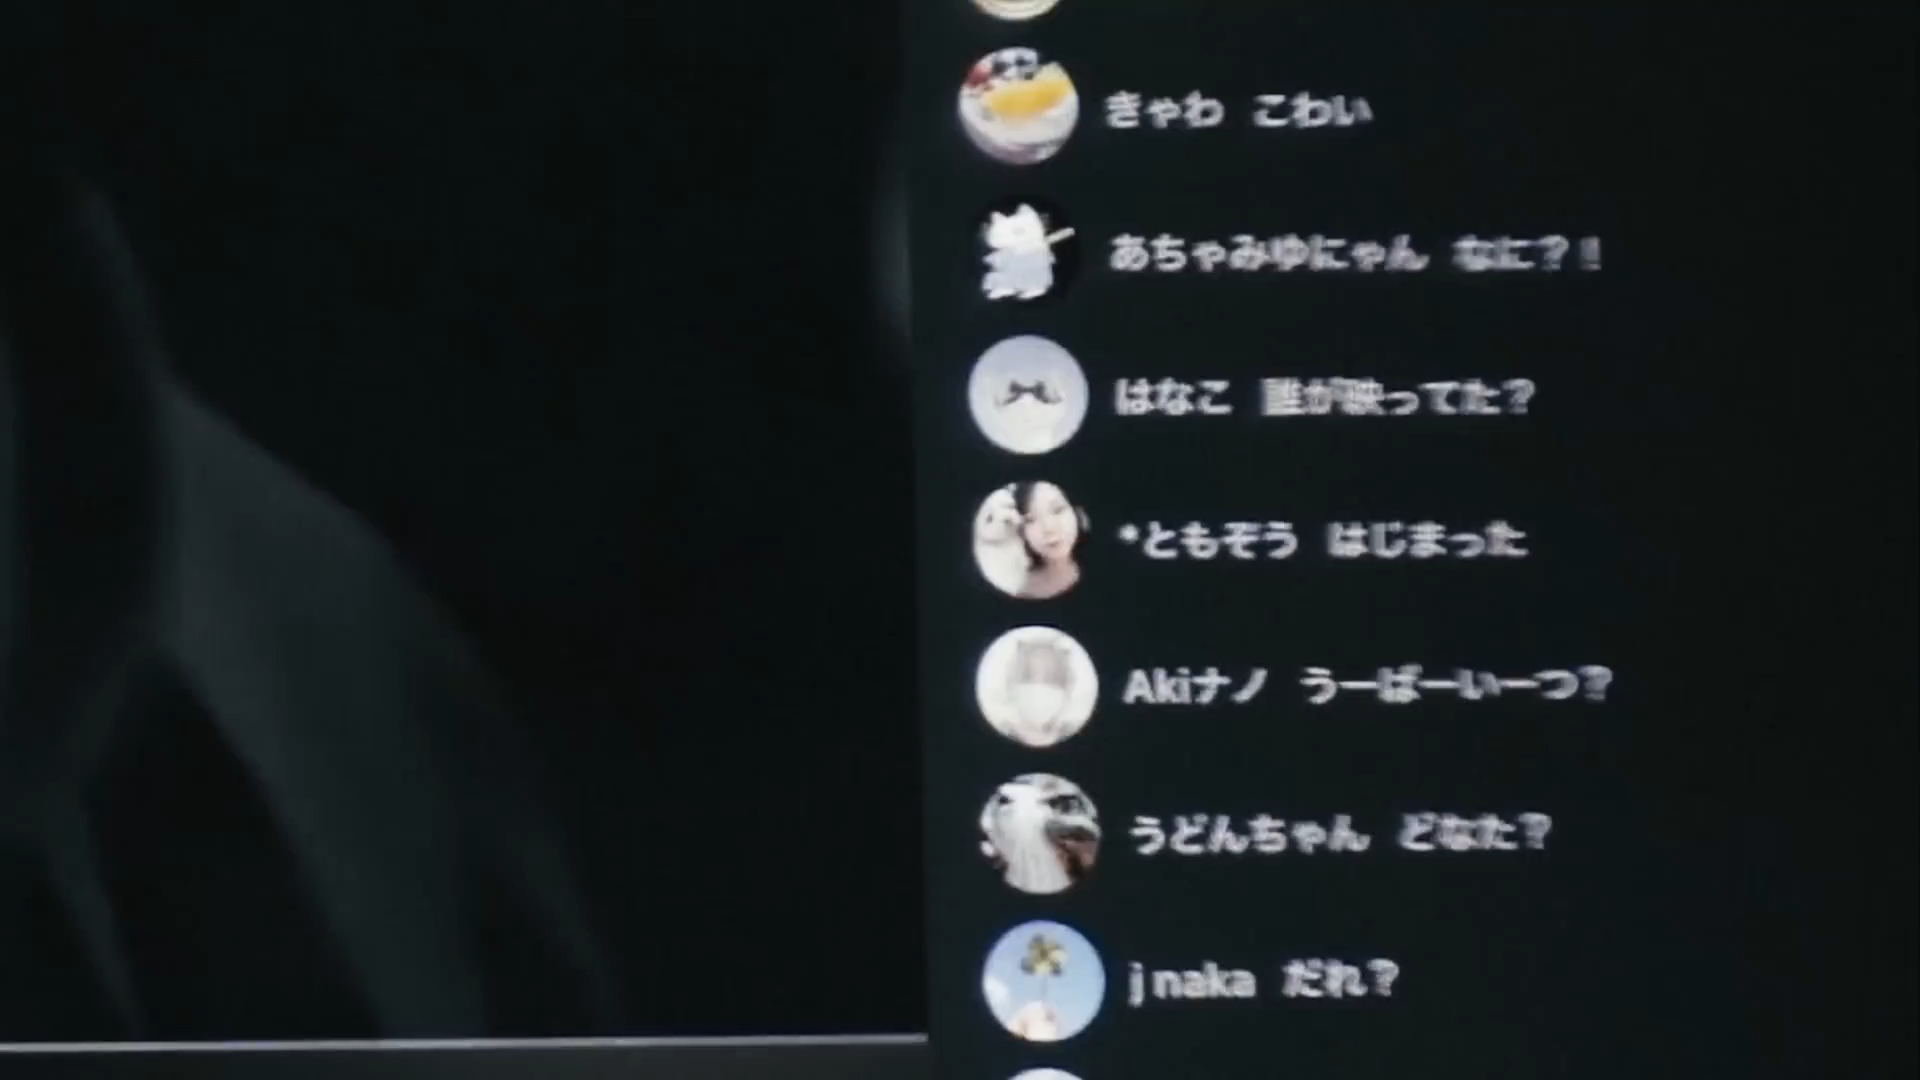 きゃわ こわい
あちゃみゆにゃん なに？！
はなこ 誰が映ってた？
*ともぞう はじまった
Akiナノ うーばーいーつ？
うどんちゃん どなた？
j naka だれ？